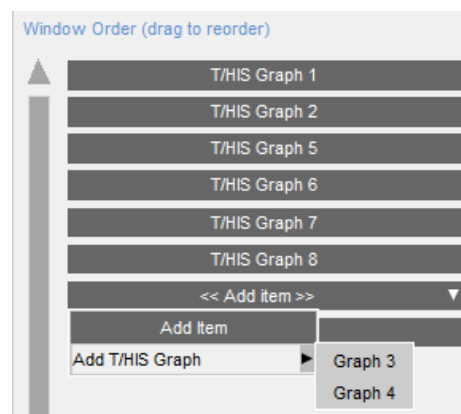 Window Order (drag to reorder)
T/HIS Graph 1
T/HIS Graph 2
T/HIS Graph 5
T/HIS Graph 6
T/HIS Graph 7
T/HIS Graph 8
<< Add item >>
Add Item
Add T/HIS Graph
Graph 3
Graph 4